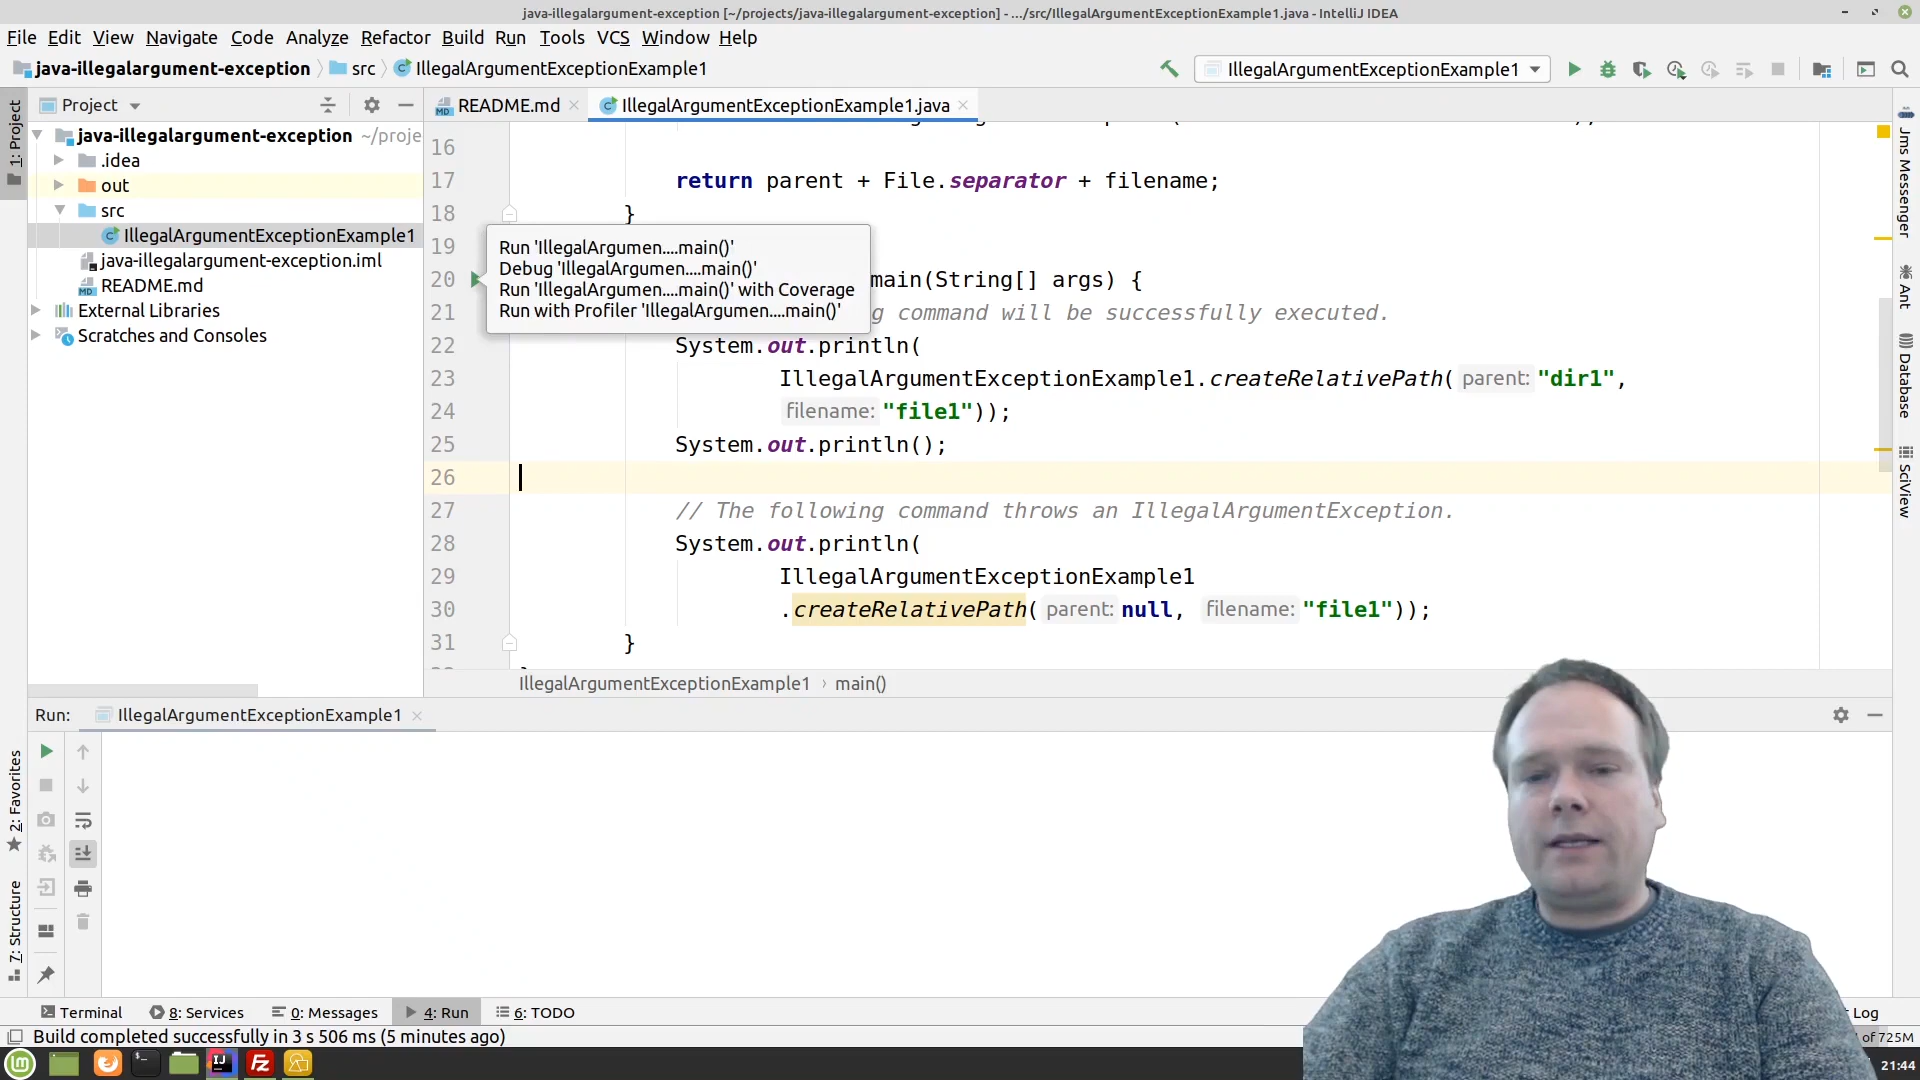 java-illegalargument-exception [~/projects/java-illegalargument-exception] - .../src/IllegalArgumentExceptionExample1.java - IntelliJ IDEA
File Edit View Navigate Code Analyze Refactor Build Run Tools VCS Window Help
java-illegalargument-exception src IllegalArgumentExceptionExample1
IllegalArgumentExceptionExample1
Project
README.md
IllegalArgumentExceptionExample1.java
1: Project
java-illegalargument-exception ~/proje
.idea
out
src
IllegalArgumentExceptionExample1
java-illegalargument-exception.iml
README.md
External Libraries
Scratches and Consoles
16
17 return parent + File.separator + filename;
18 }
19
Run 'IllegalArgumen....main()'
Debug 'IllegalArgumen....main()'
Run 'IllegalArgumen....main()' with Coverage
Run with Profiler 'IllegalArgumen....main()'
20 main(String[] args) {
21 g command will be successfully executed.
22 System.out.println(
23 IllegalArgumentExceptionExample1.createRelativePath( parent: "dir1",
24 filename: "file1"));
25 System.out.println();
26
27 // The following command throws an IllegalArgumentException.
28 System.out.println(
29 IllegalArgumentExceptionExample1
30 .createRelativePath( parent: null, filename: "file1"));
31 }
IllegalArgumentExceptionExample1 › main()
Jms Messenger
Ant
Database
SciView
Run: IllegalArgumentExceptionExample1
2: Favorites
7: Structure
Terminal 8: Services 0: Messages 4: Run 6: TODO
Log
Build completed successfully in 3 s 506 ms (5 minutes ago)
of 725M
21:44